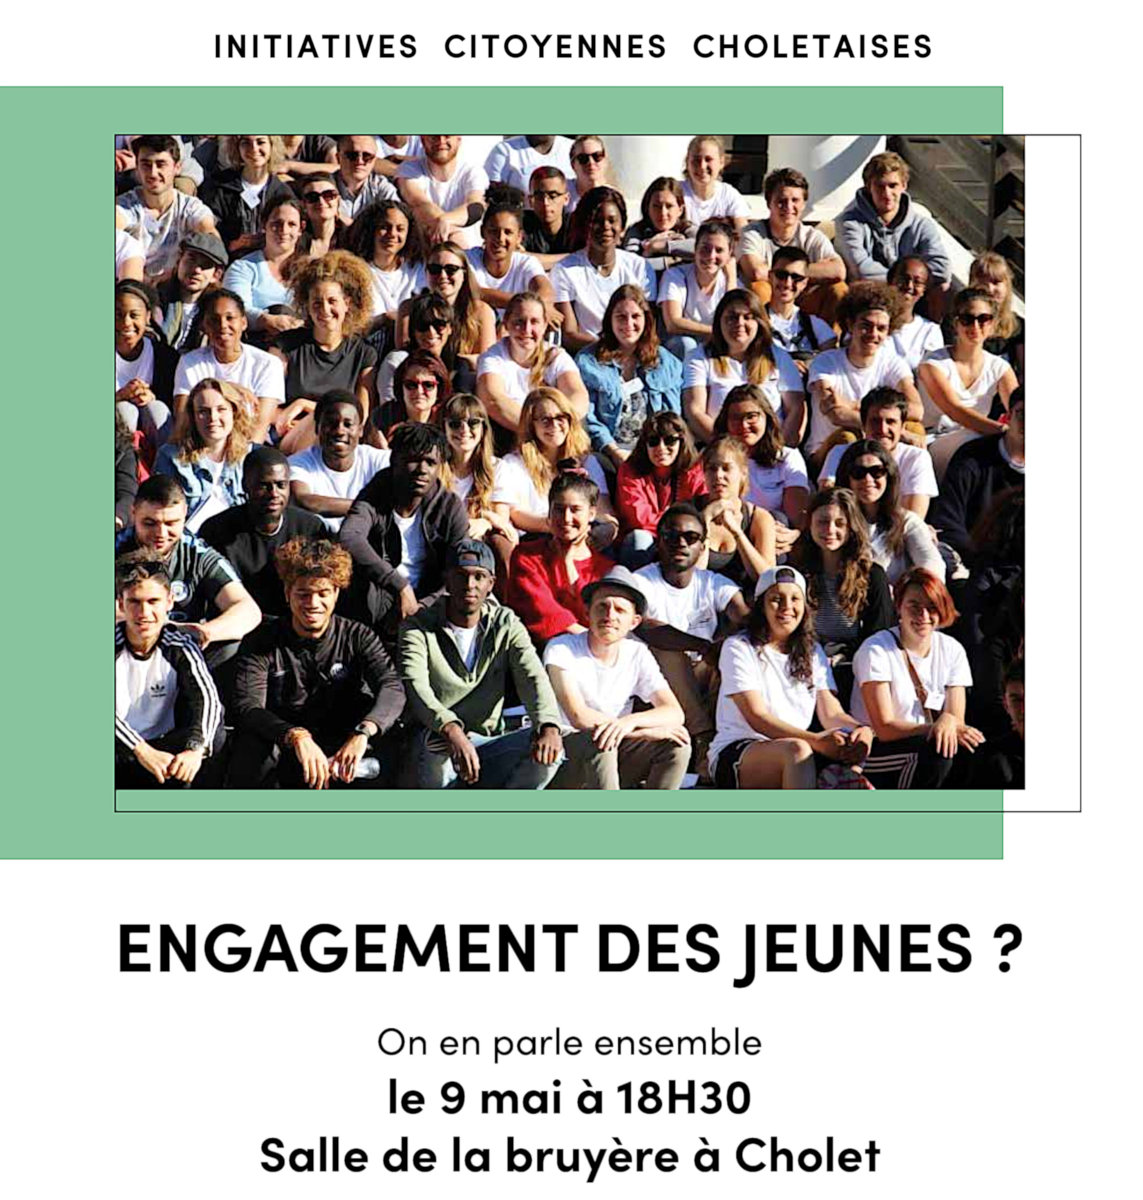 INITIATIVES CITOYENNES CHOLETAISES
ENGAGEMENT DES JEUNES ?
On en parle ensemble
le 9 mai à 18H30
Salle de la bruyère à Cholet